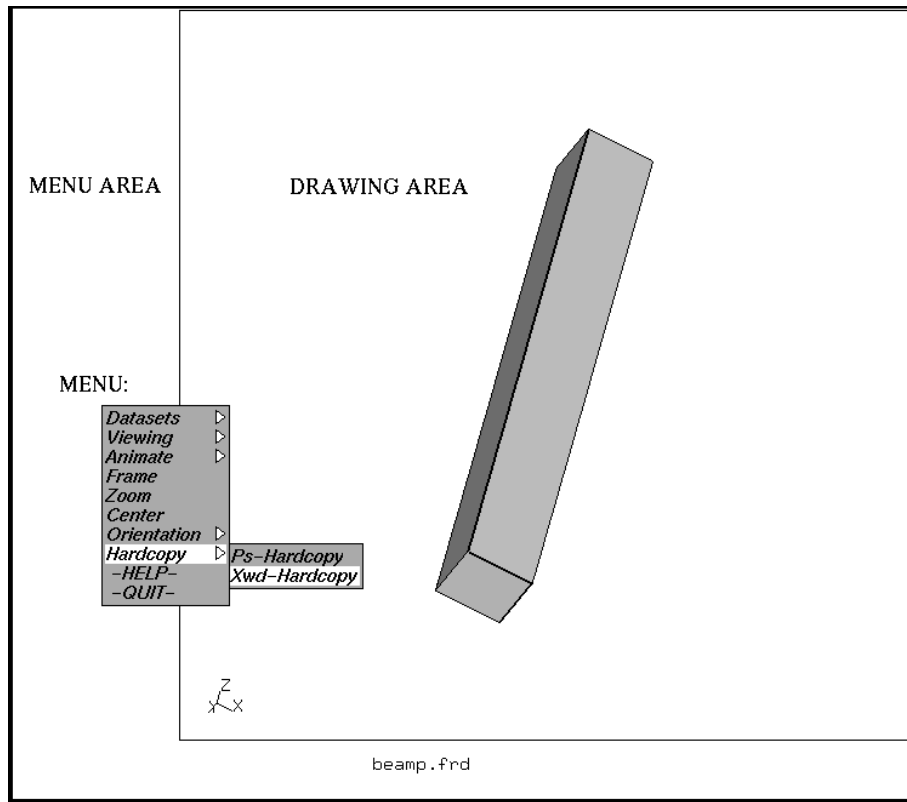 MENU AREA
DRAWING AREA
MENU:
Datasets
Viewing
Animate
Frame
Zoom
Center
Orientation
Hardcopy
Ps-Hardcopy
Xwd-Hardcopy
-HELP-
-QUIT-
Z
Y
X
beamp.frd